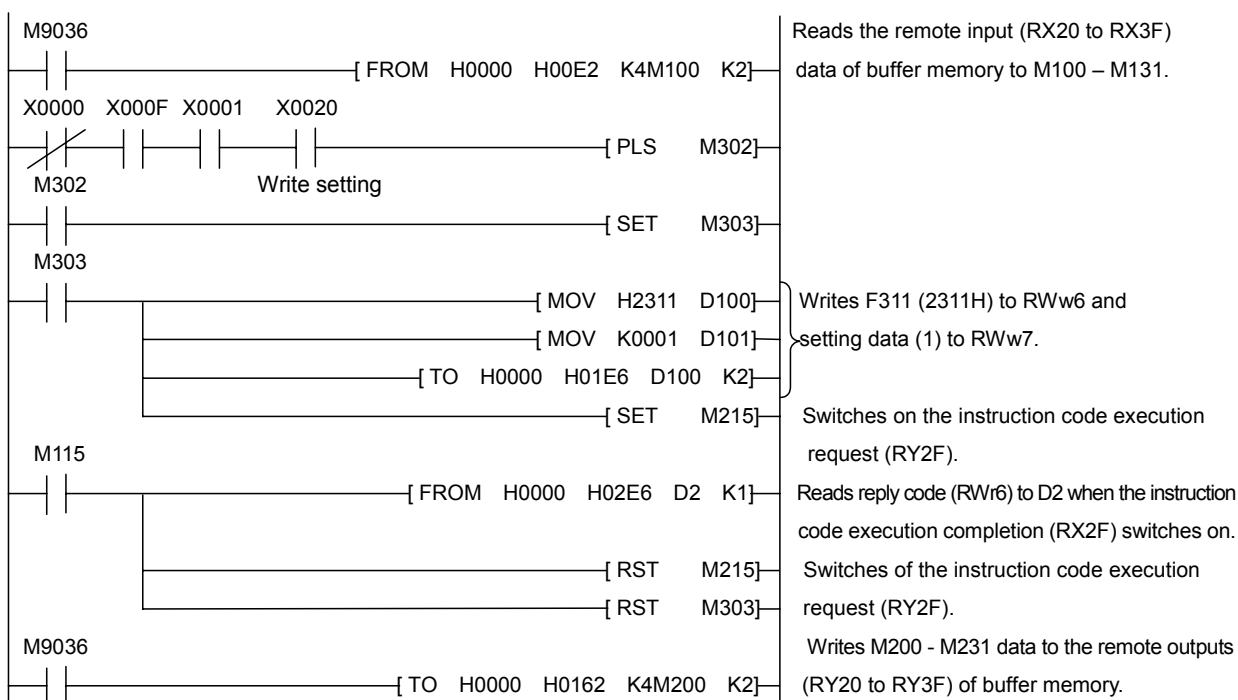 M9036
[ FROM H0000 H00E2 K4M100 K2]
Reads the remote input (RX20 to RX3F)
data of buffer memory to M100 – M131.
X0000 X000F X0001 X0020
[ PLS M302]
M302 Write setting
[ SET M303]
M303
[ MOV H2311 D100] Writes F311 (2311H) to RWw6 and
[ MOV K0001 D101] setting data (1) to RWw7.
[ TO H0000 H01E6 D100 K2]
[ SET M215] Switches on the instruction code execution
request (RY2F).
M115
[ FROM H0000 H02E6 D2 K1] Reads reply code (RWr6) to D2 when the instruction
code execution completion (RX2F) switches on.
[ RST M215] Switches of the instruction code execution
[ RST M303] request (RY2F).
M9036 Writes M200 - M231 data to the remote outputs
[ TO H0000 H0162 K4M200 K2] (RY20 to RY3F) of buffer memory.